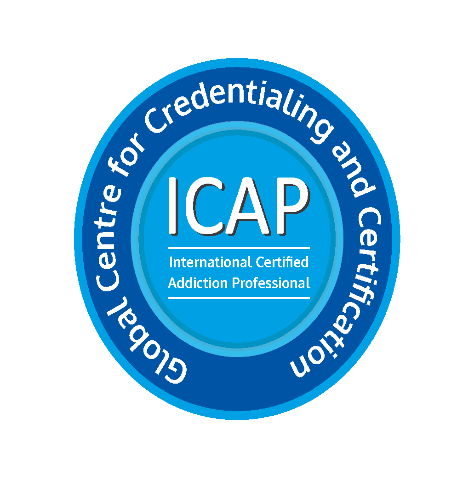 Global Centre for Credentialing and Certification
ICAP
International Certified
Addiction Professional